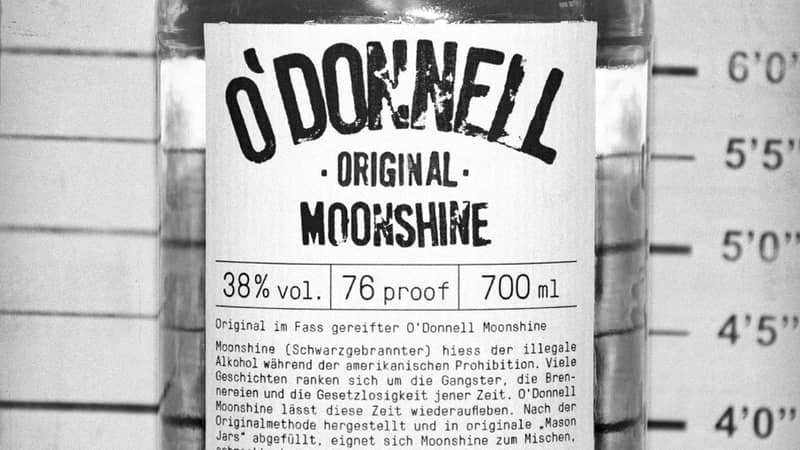 O'DONNELL
· ORIGINAL ·
MOONSHINE
38% vol. 76 proof 700 ml
Original im Fass gereifter O'Donnell Moonshine
Moonshine (Schwarzgebrannter) hiess der illegale
Alkohol während der amerikanischen Prohibition. Viele
Geschichten ranken sich um die Gangster, die Bren-
nereien und die Gesetzlosigkeit jener Zeit. O'Donnell
Moonshine lässt diese Zeit wiederaufleben. Nach der
Originalmethode hergestellt und in originale „Mason
Jars“ abgefüllt, eignet sich Moonshine zum Mischen,
6'0"
5'5"
5'0"
4'5"
4'0"